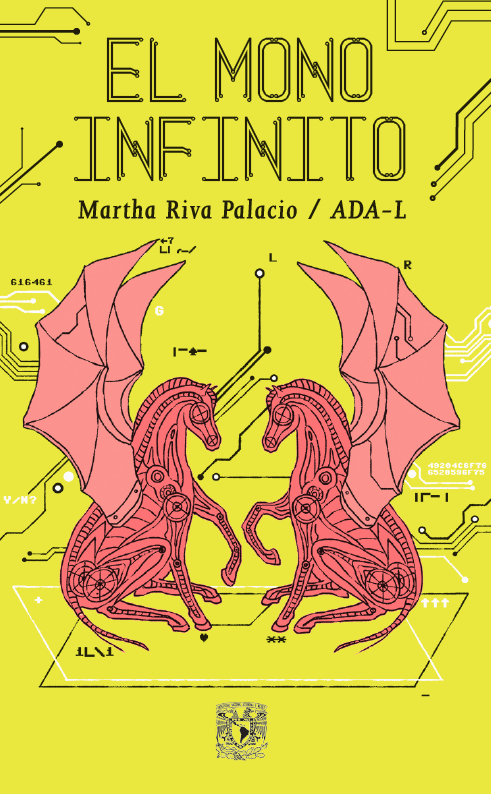 EL MONO
INFINITO
Martha Riva Palacio / ADA-L
L
R
616461
G
40204C6F76
6520596F75
Y/N?